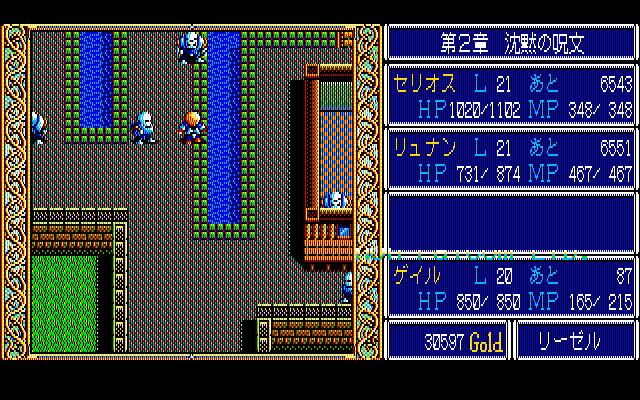 第2章 沈黙の呪文
セリオス L 21 あと 6543
HP 1020/1102 MP 348/ 348
リュナン L 21 あと 6551
HP 731/ 874 MP 467/ 467
ゲイル L 20 あと 87
HP 850/ 850 MP 165/ 215
30597 Gold リーゼル